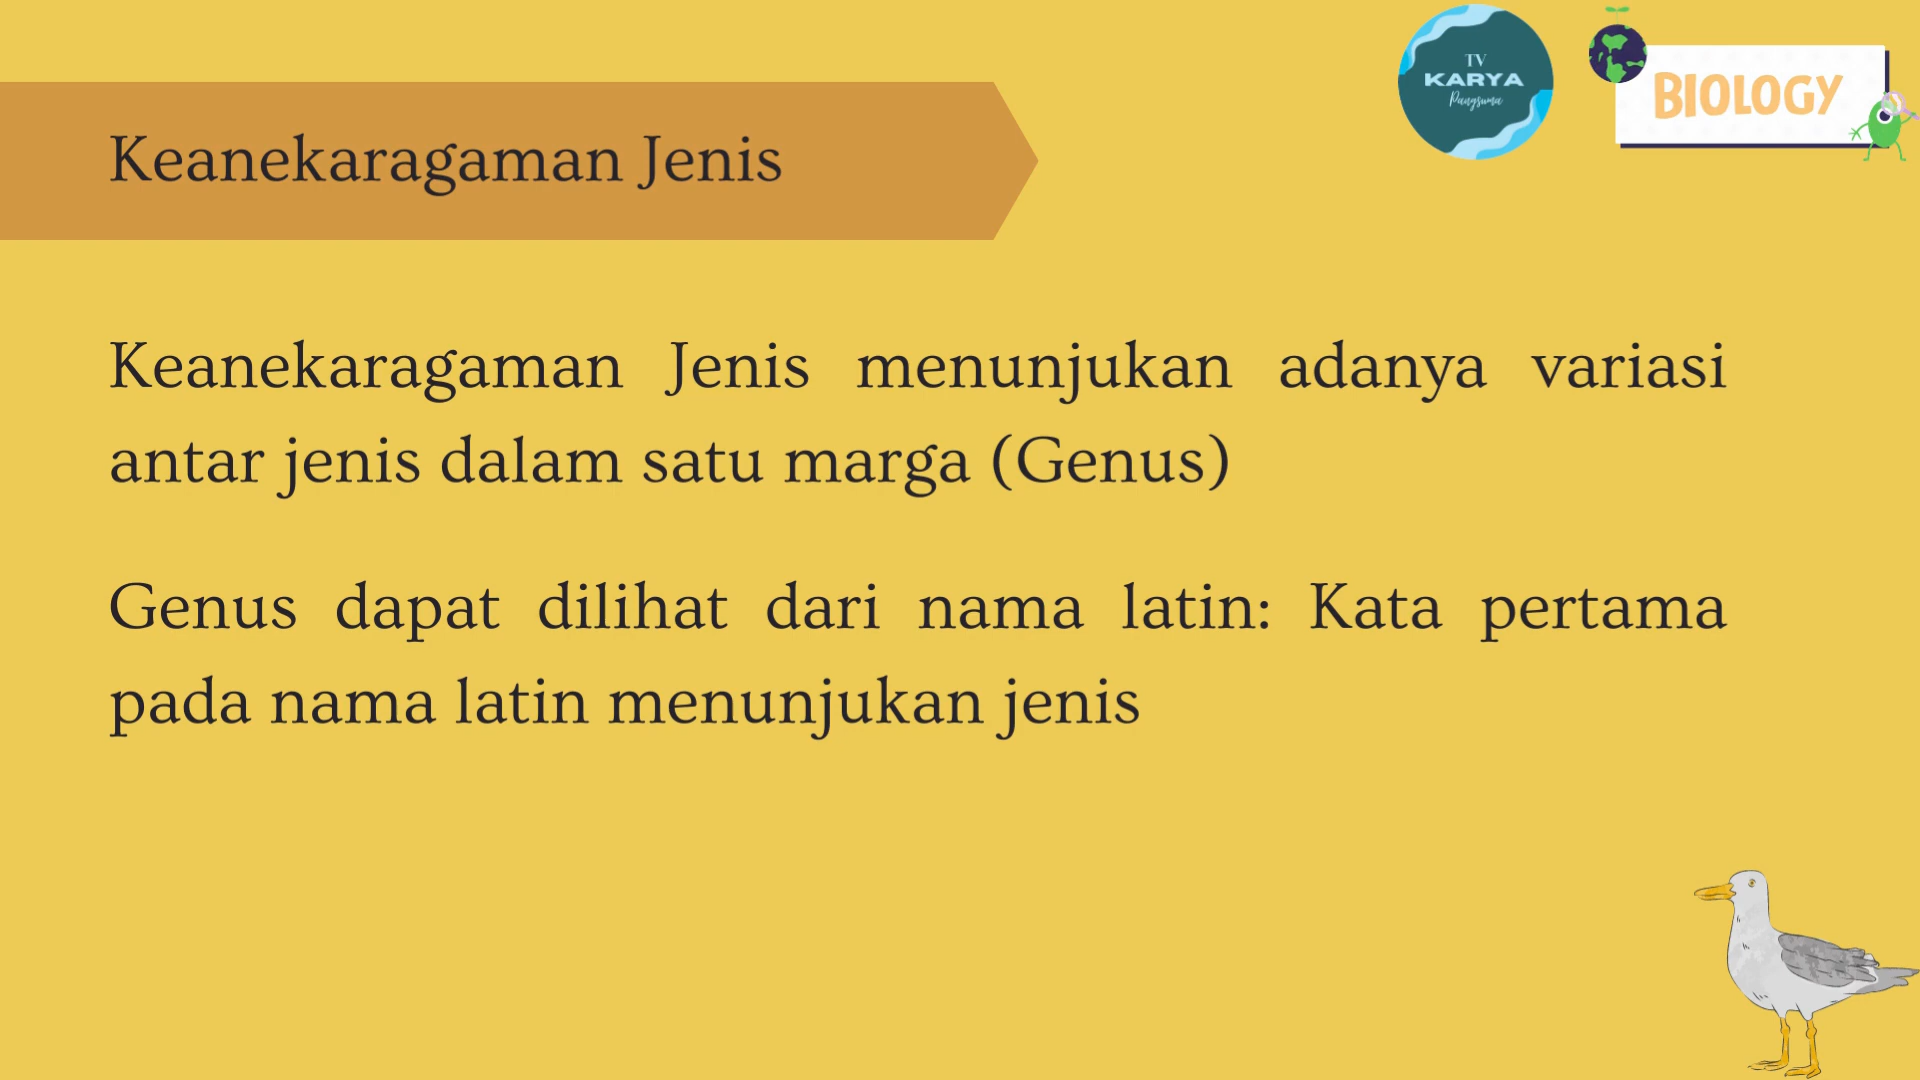 TV
KARYA
Pangsuma
BIOLOGY
Keanekaragaman Jenis
Keanekaragaman Jenis menunjukan adanya variasi
antar jenis dalam satu marga (Genus)
Genus dapat dilihat dari nama latin: Kata pertama
pada nama latin menunjukan jenis